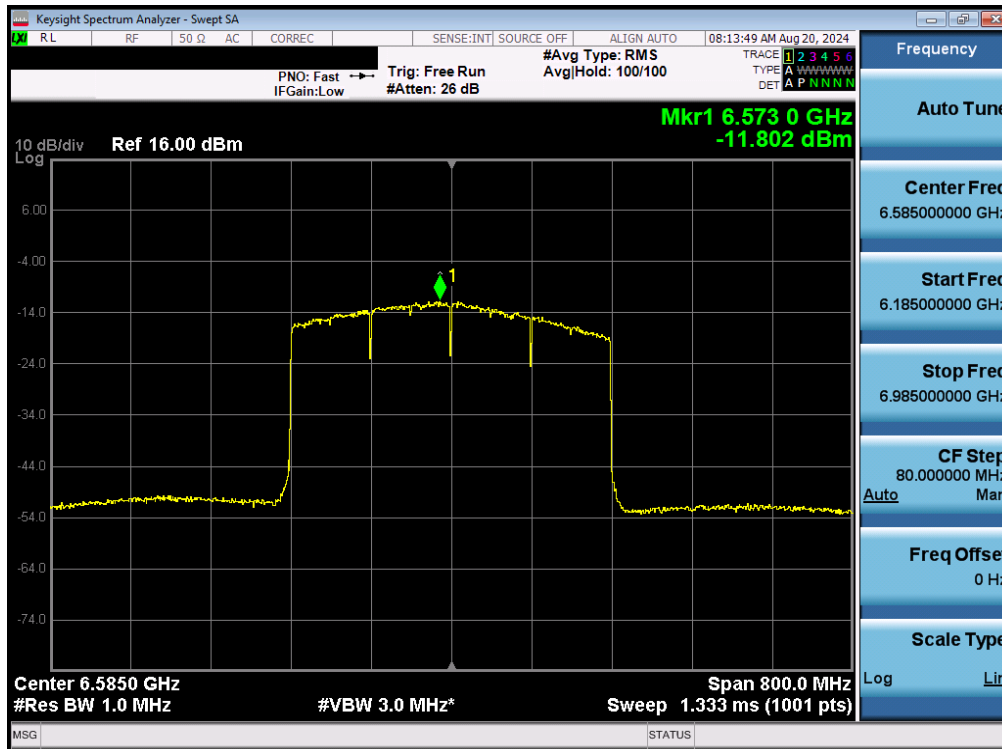 Keysight Spectrum Analyzer - Swept SA
LXI RL RF 50 Ω AC CORREC SENSE:INT SOURCE OFF ALIGN AUTO 08:13:49 AM Aug 20, 2024
PNO: Fast
IFGain:Low
Trig: Free Run
#Atten: 26 dB
#Avg Type: RMS
Avg|Hold: 100/100
TRACE 1 2 3 4 5 6
TYPE A WWWWW
DET A P N N N N
Mkr1 6.573 0 GHz
-11.802 dBm
10 dB/div Ref 16.00 dBm
Log
1
6.00
-4.00
-14.0
-24.0
-34.0
-44.0
-54.0
-64.0
-74.0
Center 6.5850 GHz Span 800.0 MHz
#Res BW 1.0 MHz #VBW 3.0 MHz* Sweep 1.333 ms (1001 pts)
MSG STATUS
Frequency
Auto Tune
Center Freq
6.585000000 GHz
Start Freq
6.185000000 GHz
Stop Freq
6.985000000 GHz
CF Step
80.000000 MHz
Auto Man
Freq Offset
0 Hz
Scale Type
Log Lin